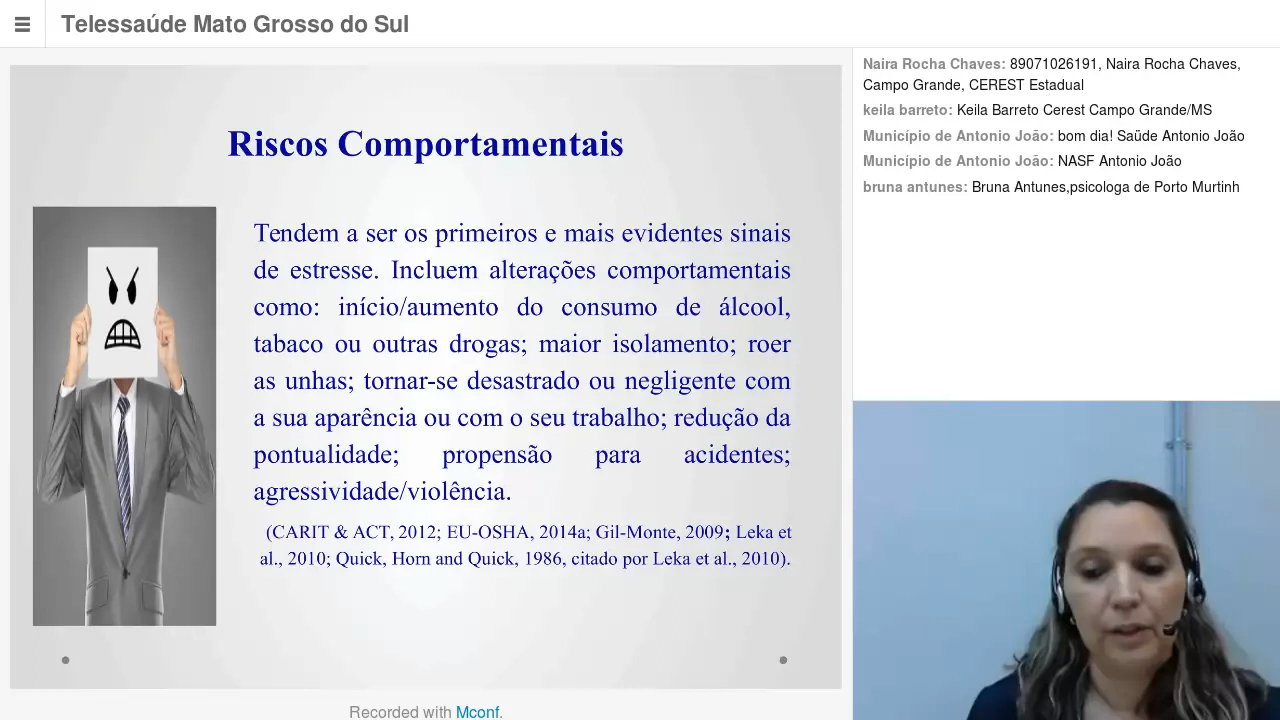 Telessaúde Mato Grosso do Sul
Riscos Comportamentais
Tendem a ser os primeiros e mais evidentes sinais
de estresse. Incluem alterações comportamentais
como: início/aumento do consumo de álcool,
tabaco ou outras drogas; maior isolamento; roer
as unhas; tornar-se desastrado ou negligente com
a sua aparência ou com o seu trabalho; redução da
pontualidade; propensão para acidentes;
agressividade/violência.
(CARIT & ACT, 2012; EU-OSHA, 2014a; Gil-Monte, 2009; Leka et
al., 2010; Quick, Horn and Quick, 1986, citado por Leka et al., 2010).
Recorded with Mconf.
Naira Rocha Chaves: 89071026191, Naira Rocha Chaves,
Campo Grande, CEREST Estadual
keila barreto: Keila Barreto Cerest Campo Grande/MS
Município de Antonio João: bom dia! Saüde Antonio João
Município de Antonio João: NASF Antonio João
bruna antunes: Bruna Antunes,psicologa de Porto Murtinh